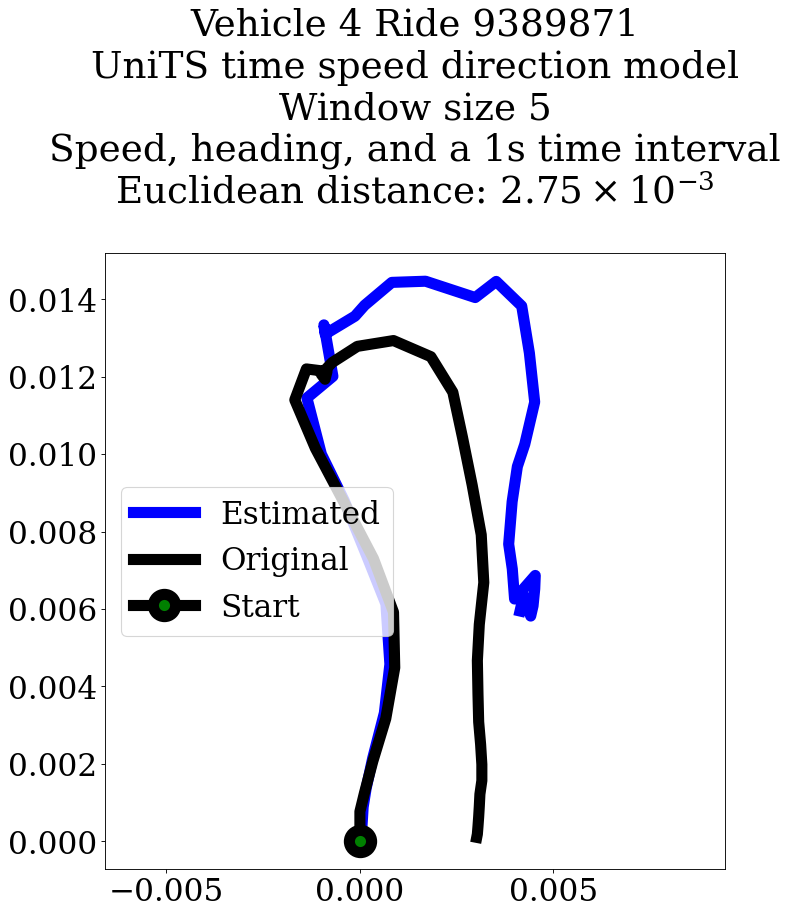 Vehicle 4 Ride 9389871
UniTS time speed direction model
Window size 5
Speed, heading, and a 1s time interval
Euclidean distance: 2.75 × 10⁻³
0.014
0.012
0.010
0.008
0.006
0.004
0.002
0.000
Estimated
Original
Start
−0.005 0.000 0.005